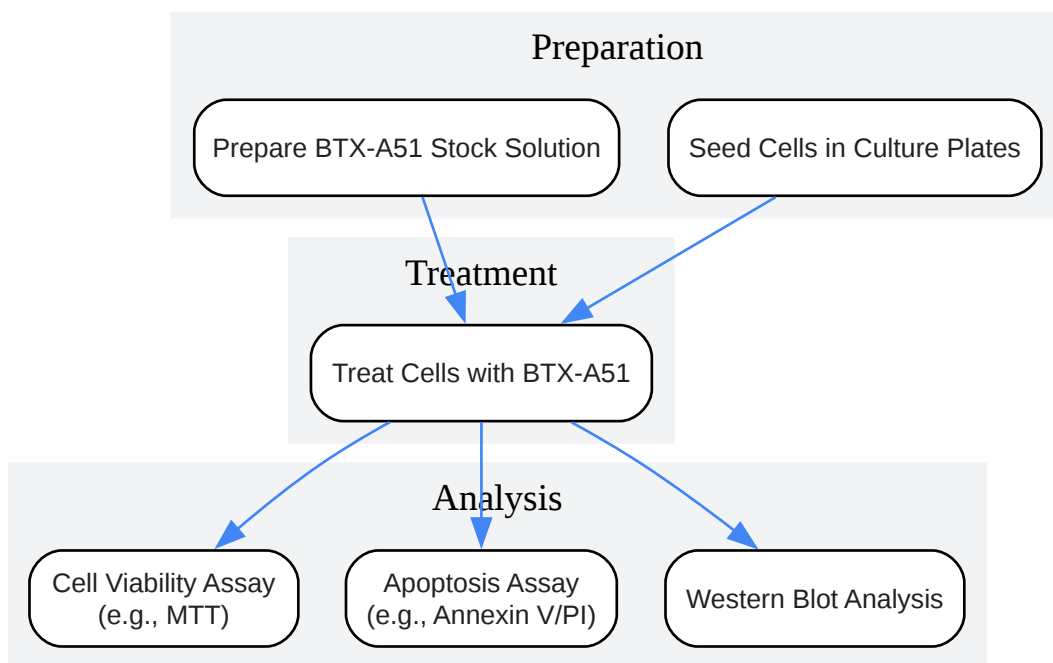 Preparation
Prepare BTX-A51 Stock Solution
Seed Cells in Culture Plates
Treatment
Treat Cells with BTX-A51
Analysis
Cell Viability Assay
(e.g., MTT)
Apoptosis Assay
(e.g., Annexin V/PI)
Western Blot Analysis